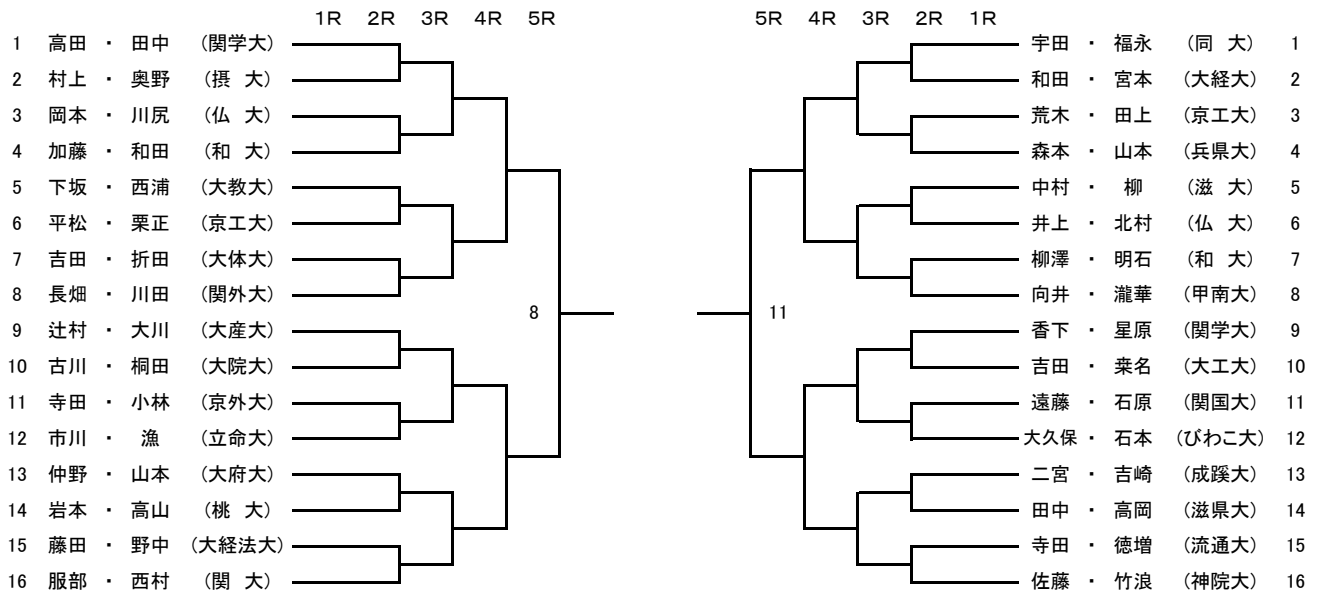 1R 2R 3R 4R 5R 5R 4R 3R 2R 1R
1 高田 ・ 田中 (関学大) 宇田 ・ 福永 (同 大) 1
2 村上 ・ 奥野 (摂 大) 和田 ・ 宮本 (大経大) 2
3 岡本 ・ 川尻 (仏 大) 荒木 ・ 田上 (京工大) 3
4 加藤 ・ 和田 (和 大) 森本 ・ 山本 (兵県大) 4
5 下坂 ・ 西浦 (大教大) 中村 ・ 柳 (滋 大) 5
6 平松 ・ 栗正 (京工大) 井上 ・ 北村 (仏 大) 6
7 吉田 ・ 折田 (大体大) 柳澤 ・ 明石 (和 大) 7
8 長畑 ・ 川田 (関外大) 向井 ・ 瀧華 (甲南大) 8
8 11
9 辻村 ・ 大川 (大産大) 香下 ・ 星原 (関学大) 9
10 古川 ・ 桐田 (大院大) 吉田 ・ 桒名 (大工大) 10
11 寺田 ・ 小林 (京外大) 遠藤 ・ 石原 (関国大) 11
12 市川 ・ 漁 (立命大) 大久保 ・ 石本 (びわこ大) 12
13 仲野 ・ 山本 (大府大) 二宮 ・ 吉崎 (成蹊大) 13
14 岩本 ・ 高山 (桃 大) 田中 ・ 高岡 (滋県大) 14
15 藤田 ・ 野中 (大経法大) 寺田 ・ 徳増 (流通大) 15
16 服部 ・ 西村 (関 大) 佐藤 ・ 竹浪 (神院大) 16